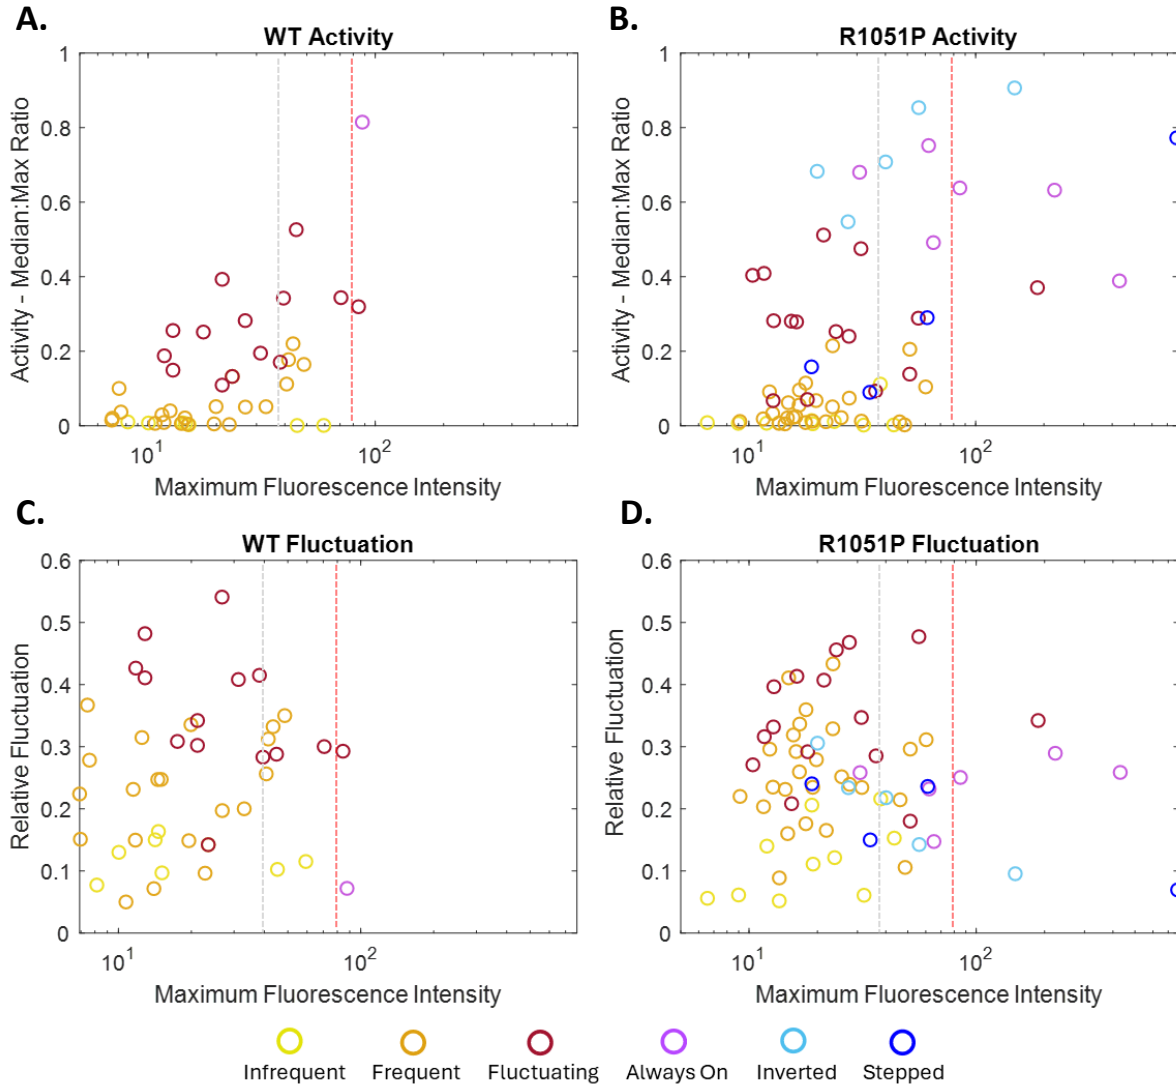 A.
WT Activity
1
0.8
0.6
0.4
0.2
0
10^1
10^2
Activity - Median:Max Ratio
Maximum Fluorescence Intensity
B.
R1051P Activity
1
0.8
0.6
0.4
0.2
0
10^1
10^2
Activity - Median:Max Ratio
Maximum Fluorescence Intensity
C.
WT Fluctuation
0.6
0.5
0.4
0.3
0.2
0.1
0
10^1
10^2
Relative Fluctuation
Maximum Fluorescence Intensity
D.
R1051P Fluctuation
0.6
0.5
0.4
0.3
0.2
0.1
0
10^1
10^2
Relative Fluctuation
Maximum Fluorescence Intensity
Infrequent Frequent Fluctuating Always On Inverted Stepped